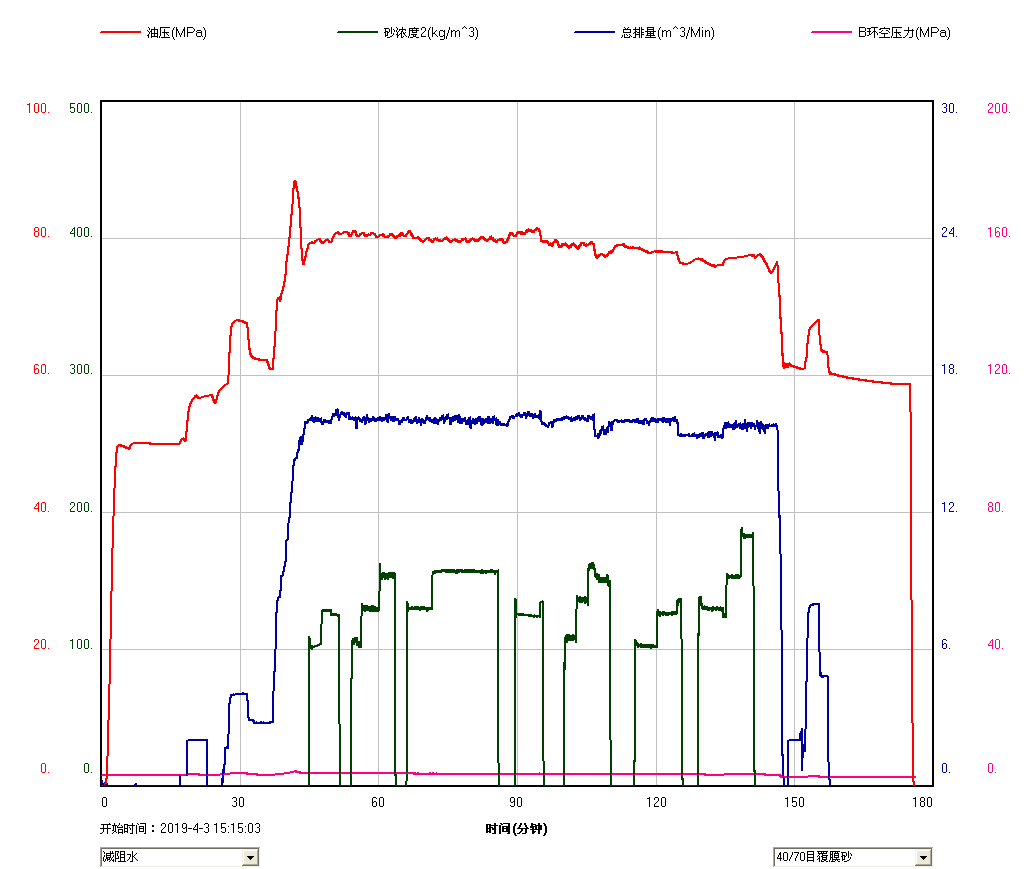 油压(MPa) 砂浓度2(kg/m^3) 总排量(m^3/Min) B环空压力(MPa)
100. 500. 30. 200.
80. 400. 24. 160.
60. 300. 18. 120.
40. 200. 12. 80.
20. 100. 6. 40.
0. 0. 0. 0.
0 30 60 90 120 150 180
开始时间：2019-4-3 15:15:03 时间(分钟)
减阻水 40/70目覆膜砂